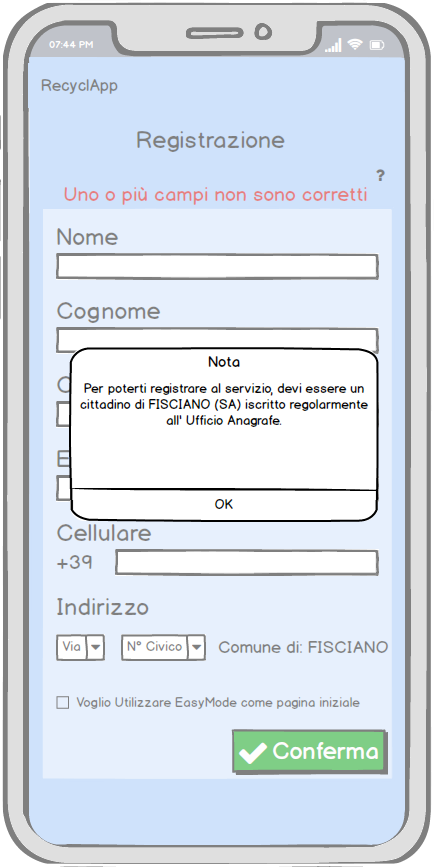 07:44 PM
RecyclApp
Registrazione
?
Uno o più campi non sono corretti
Nome
Cognome
Nota
Per poterti registrare al servizio, devi essere un
cittadino di FISCIANO (SA) iscritto regolarmente
all' Ufficio Anagrafe.
OK
Cellulare
+39
Indirizzo
Via N° Civico Comune di: FISCIANO
Voglio Utilizzare EasyMode come pagina iniziale
Conferma